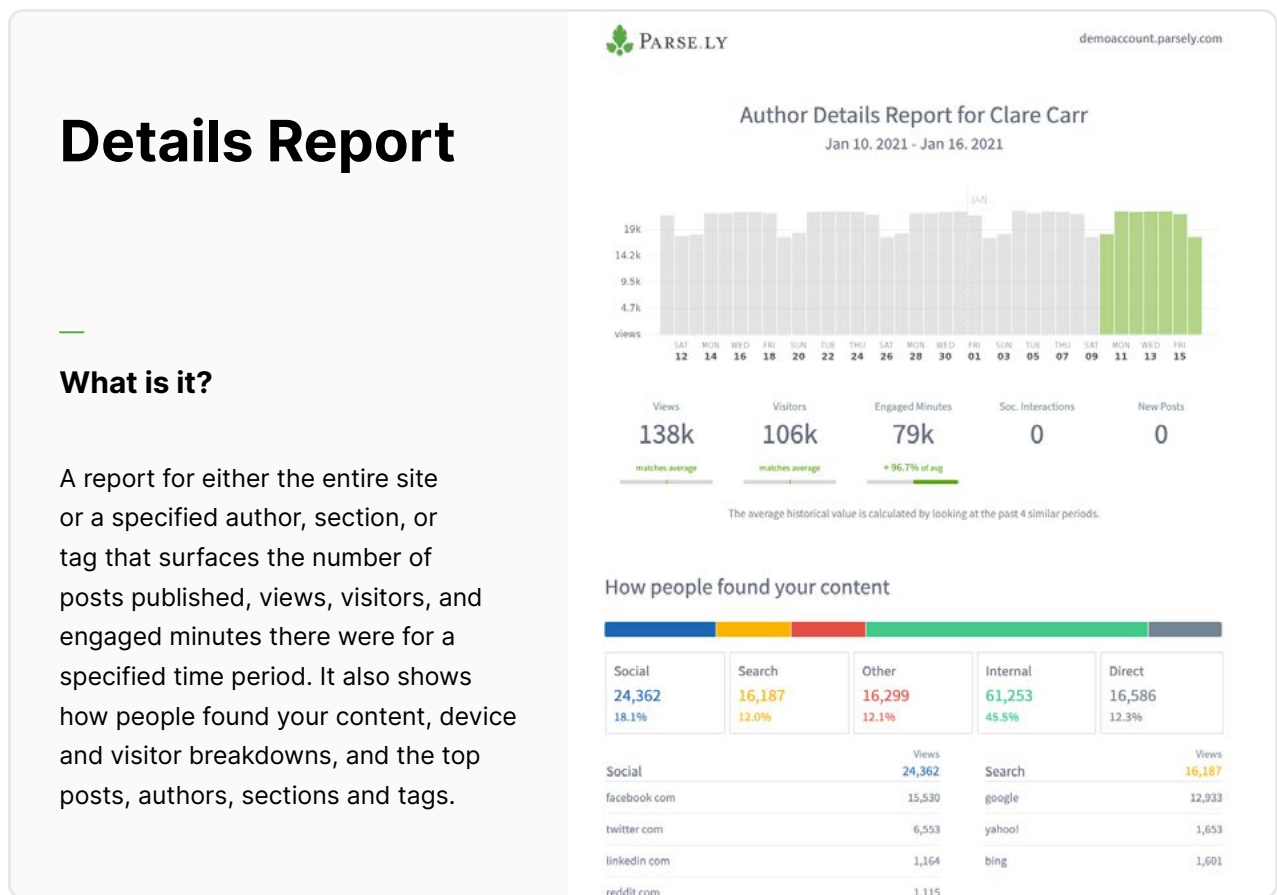 Details Report
What is it?
A report for either the entire site
or a specified author, section, or
tag that surfaces the number of
posts published, views, visitors, and
engaged minutes there were for a
specified time period. It also shows
how people found your content, device
and visitor breakdowns, and the top
posts, authors, sections and tags.
PARSE.LY
demoaccount.parsely.com
Author Details Report for Clare Carr
Jan 10. 2021 - Jan 16. 2021
JAN
19k
14.2k
9.5k
4.7k
views
SAT MON WED FRI SUN TUE THU SAT MON WED FRI SUN TUE THU SAT MON WED FRI
12 14 16 18 20 22 24 26 28 30 01 03 05 07 09 11 13 15
Views Visitors Engaged Minutes Soc. Interactions New Posts
138k 106k 79k 0 0
matches average matches average + 96.7% of avg
The average historical value is calculated by looking at the past 4 similar periods.
How people found your content
Social Search Other Internal Direct
24,362 16,187 16,299 61,253 16,586
18.1% 12.0% 12.1% 45.5% 12.3%
Views Views
Social 24,362 Search 16,187
facebook com 15,530 google 12,933
twitter com 6,553 yahoo! 1,653
linkedin com 1,164 bing 1,601
reddit com 1,115